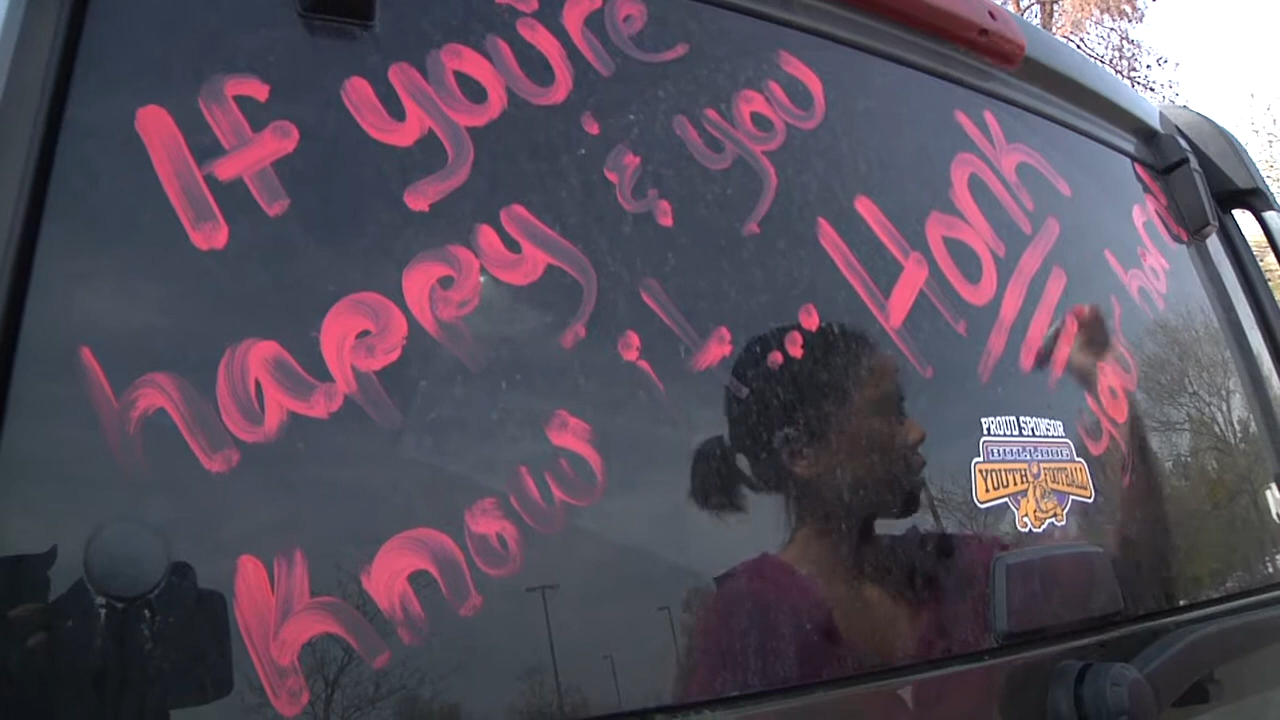 If you're
happy & you
know it...
Honk
your horn
PROUD SPONSOR
BULLDOG
YOUTH FOOTBALL